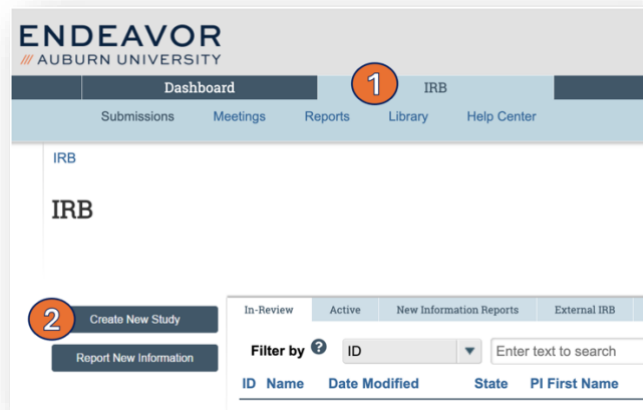 ENDEAVOR
/// AUBURN UNIVERSITY
Dashboard 1 IRB
Submissions Meetings Reports Library Help Center
IRB
IRB
2 Create New Study
Report New Information
In-Review Active New Information Reports External IRB
Filter by ? ID Enter text to search
ID Name Date Modified State PI First Name